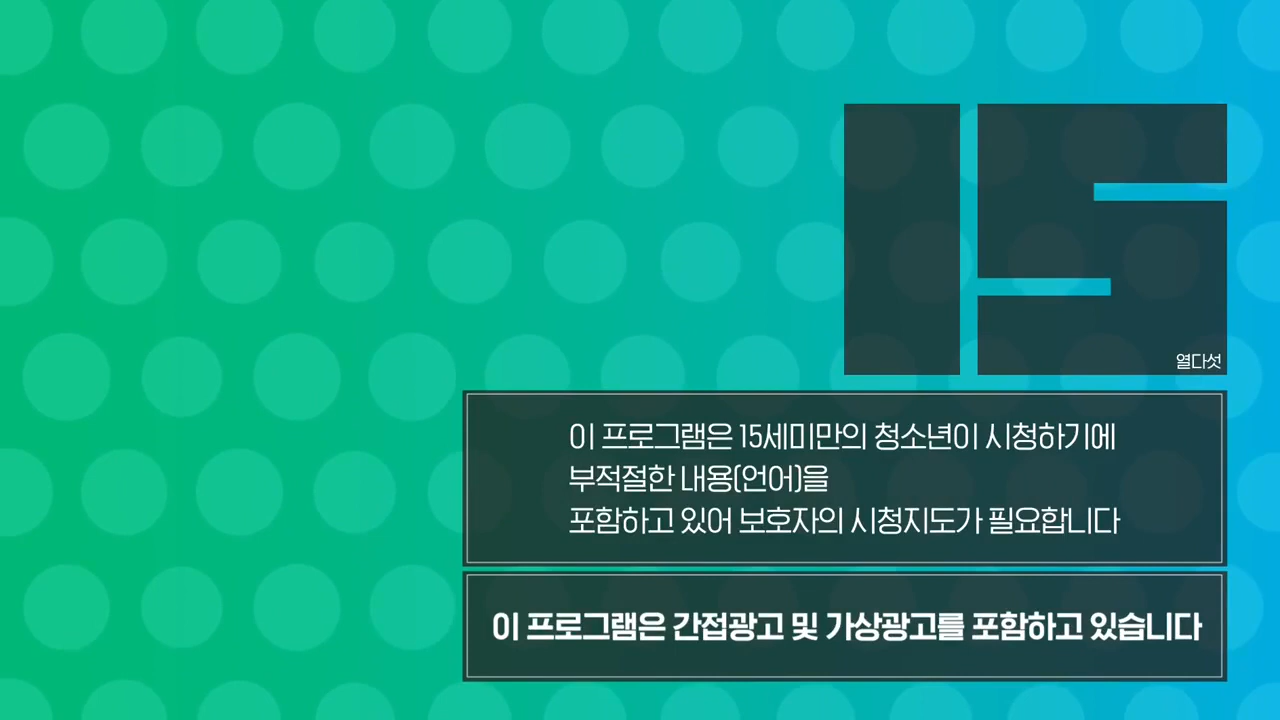 15
열다섯
이 프로그램은 15세미만의 청소년이 시청하기에
부적절한 내용(언어)을
포함하고 있어 보호자의 시청지도가 필요합니다
이 프로그램은 간접광고 및 가상광고를 포함하고 있습니다